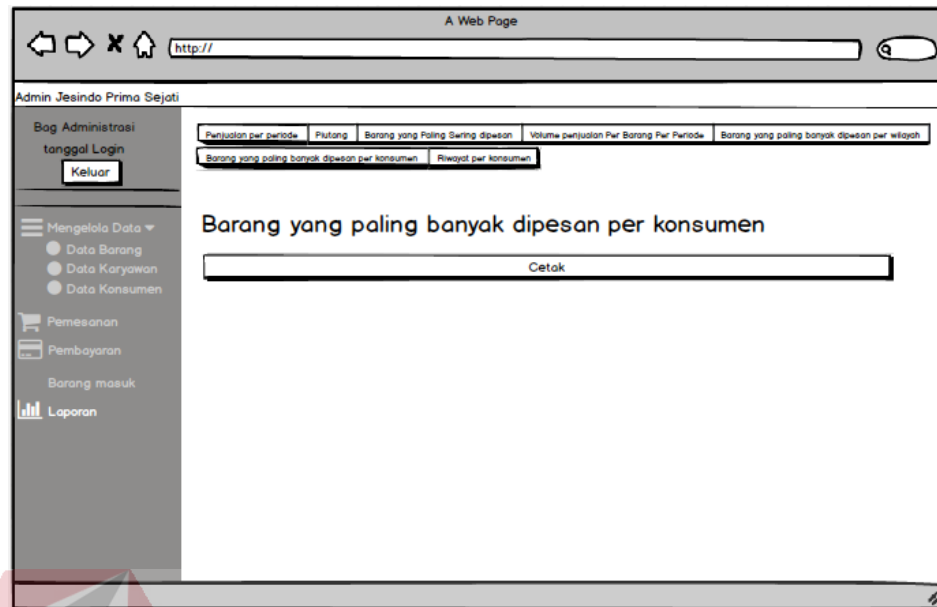 A Web Page
http://
Admin Jesindo Prima Sejati
Bag Administrasi
tanggal Login
Keluar
Mengelola Data
Data Barang
Data Karyawan
Data Konsumen
Pemesanan
Pembayaran
Barang masuk
Laporan
Penjualan per periode Piutang Barang yang Paling Sering dipesan Volume penjualan Per Barang Per Periode Barang yang paling banyak dipesan per wilayah
Barang yang paling banyak dipesan per konsumen Riwayat per konsumen
Barang yang paling banyak dipesan per konsumen
Cetak